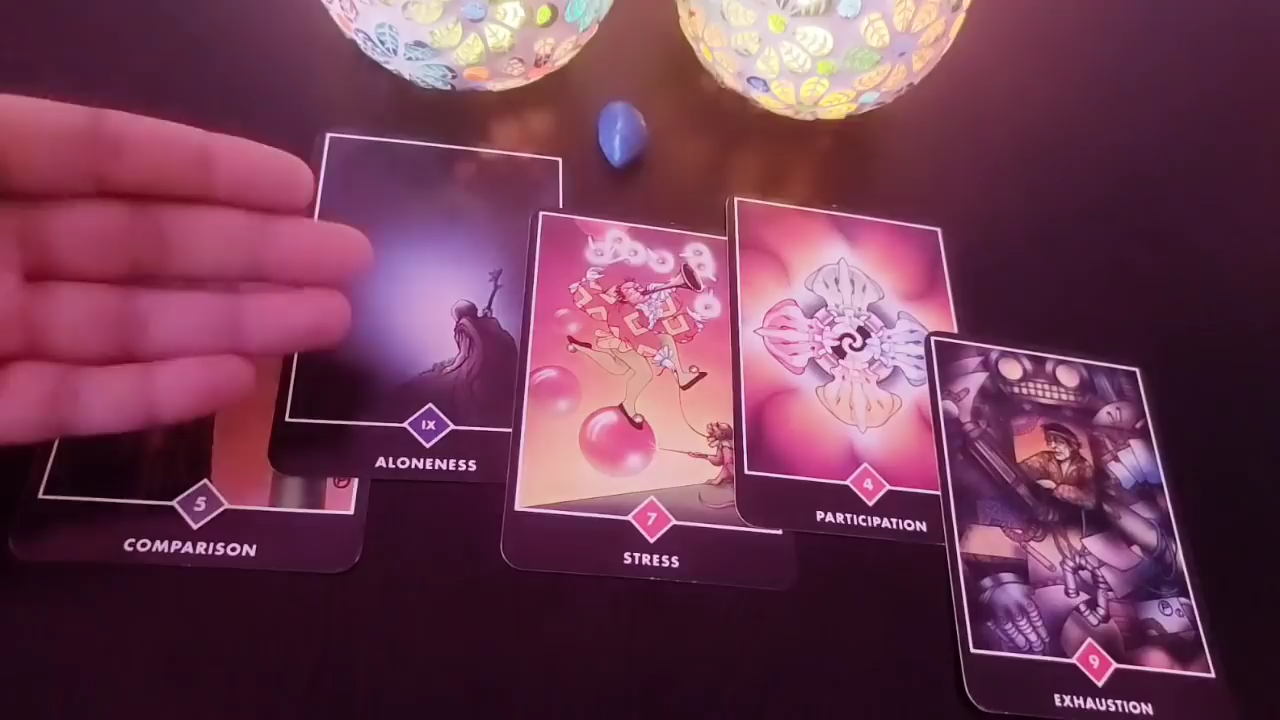 5
COMPARISON
IX
ALONENESS
7
STRESS
4
PARTICIPATION
9
EXHAUSTION